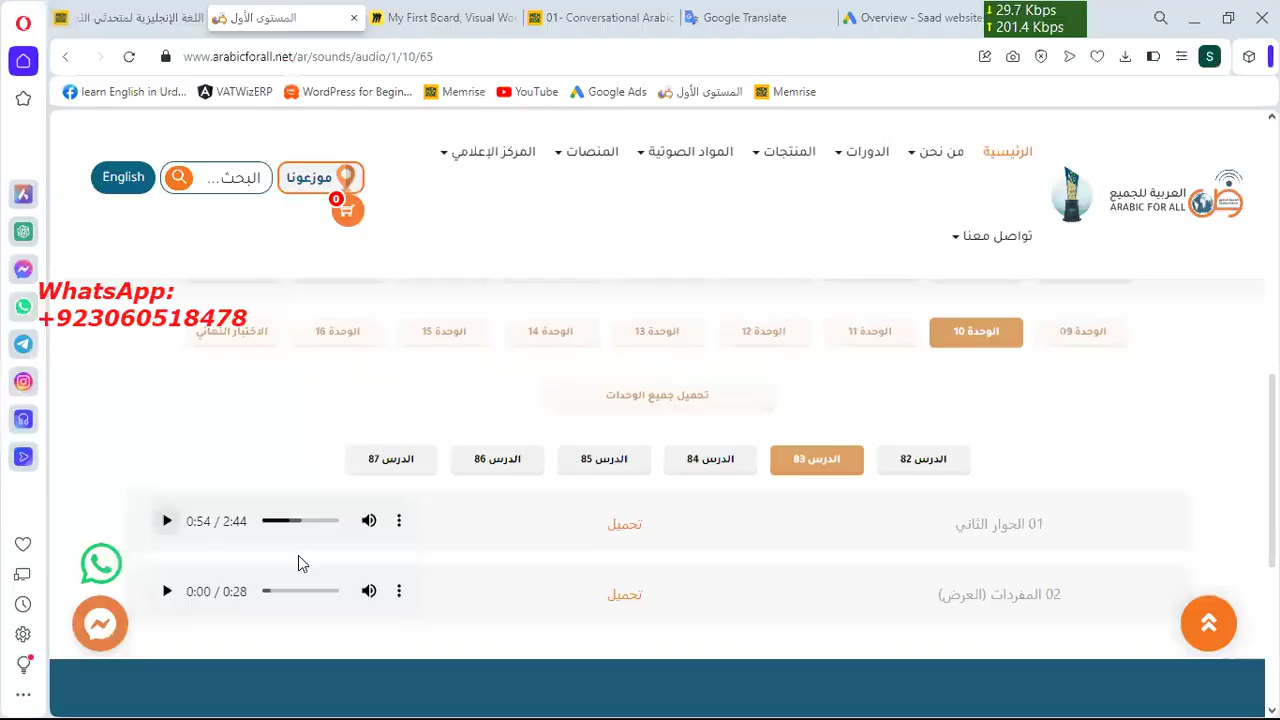 29.7 Kbps
201.4 Kbps
اللغة الإنجليزية لمتحدثي
المستوى الأول
My First Board, Visual Wo
01- Conversational Arabic
Google Translate
Overview - Saad website
www.arabicforall.net/ar/sounds/audio/1/10/65
S
learn English in Urd...
VATWizERP
WordPress for Begin...
Memrise
YouTube
Google Ads
المستوى الأول
Memrise
الرئيسية
من نحن
الدورات
المنتجات
المواد الصوتية
المنصات
المركز الإعلامي
موزعونا
البحث...
English
0
العربية للجميع
ARABIC FOR ALL
تواصل معنا
WhatsApp:
+923060518478
الوحدة 09
الوحدة 10
الوحدة 11
الوحدة 12
الوحدة 13
الوحدة 14
الوحدة 15
الوحدة 16
الاختبار النهائي
تحميل جميع الوحدات
الدرس 82
الدرس 83
الدرس 84
الدرس 85
الدرس 86
الدرس 87
01 الحوار الثاني
تحميل
0:54 / 2:44
02 المفردات (العرض)
تحميل
0:00 / 0:28